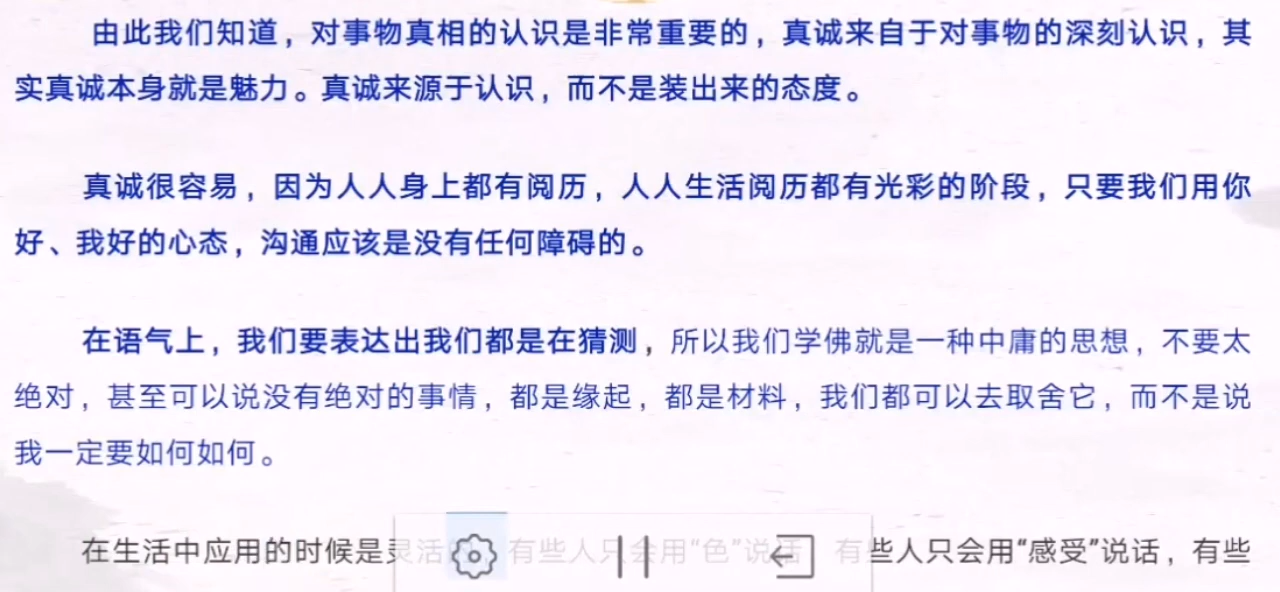 由此我们知道，对事物真相的认识是非常重要的，真诚来自于对事物的深刻认识，其
实真诚本身就是魅力。真诚来源于认识，而不是装出来的态度。
真诚很容易，因为人人身上都有阅历，人人生活阅历都有光彩的阶段，只要我们用你
好、我好的心态，沟通应该是没有任何障碍的。
在语气上，我们要表达出我们都是在猜测，所以我们学佛就是一种中庸的思想，不要太
绝对，甚至可以说没有绝对的事情，都是缘起，都是材料，我们都可以去取舍它，而不是说
我一定要如何如何。
在生活中应用的时候是灵活的，有些人只会用“色”说话，有些人只会用“感受”说话，有些